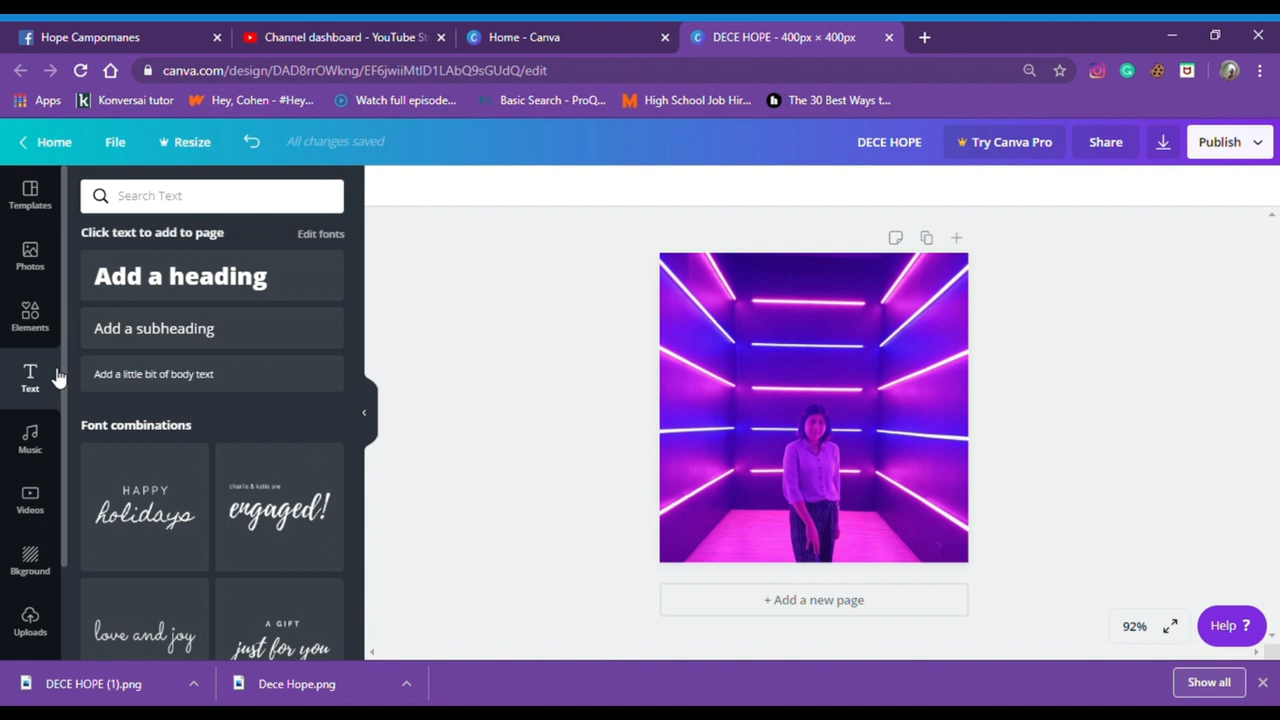 Hope Campomanes
Channel dashboard - YouTube St
Home - Canva
DECE HOPE - 400px × 400px
canva.com/design/DAD8rrOWkng/EF6jwiiMtID1LAbQ9sGUdQ/edit
Apps
Konversai tutor
Hey, Cohen - #Hey...
Watch full episode...
Basic Search - ProQ...
High School Job Hir...
The 30 Best Ways t...
Home
File
Resize
All changes saved
DECE HOPE
Try Canva Pro
Share
Publish
Templates
Photos
Elements
Text
Music
Videos
Bkground
Uploads
Search Text
Click text to add to page
Edit fonts
Add a heading
Add a subheading
Add a little bit of body text
Font combinations
HAPPY
holidays
charlie & katie are
engaged!
love and joy
A GIFT
just for you
+ Add a new page
92%
Help ?
DECE HOPE (1).png
Dece Hope.png
Show all